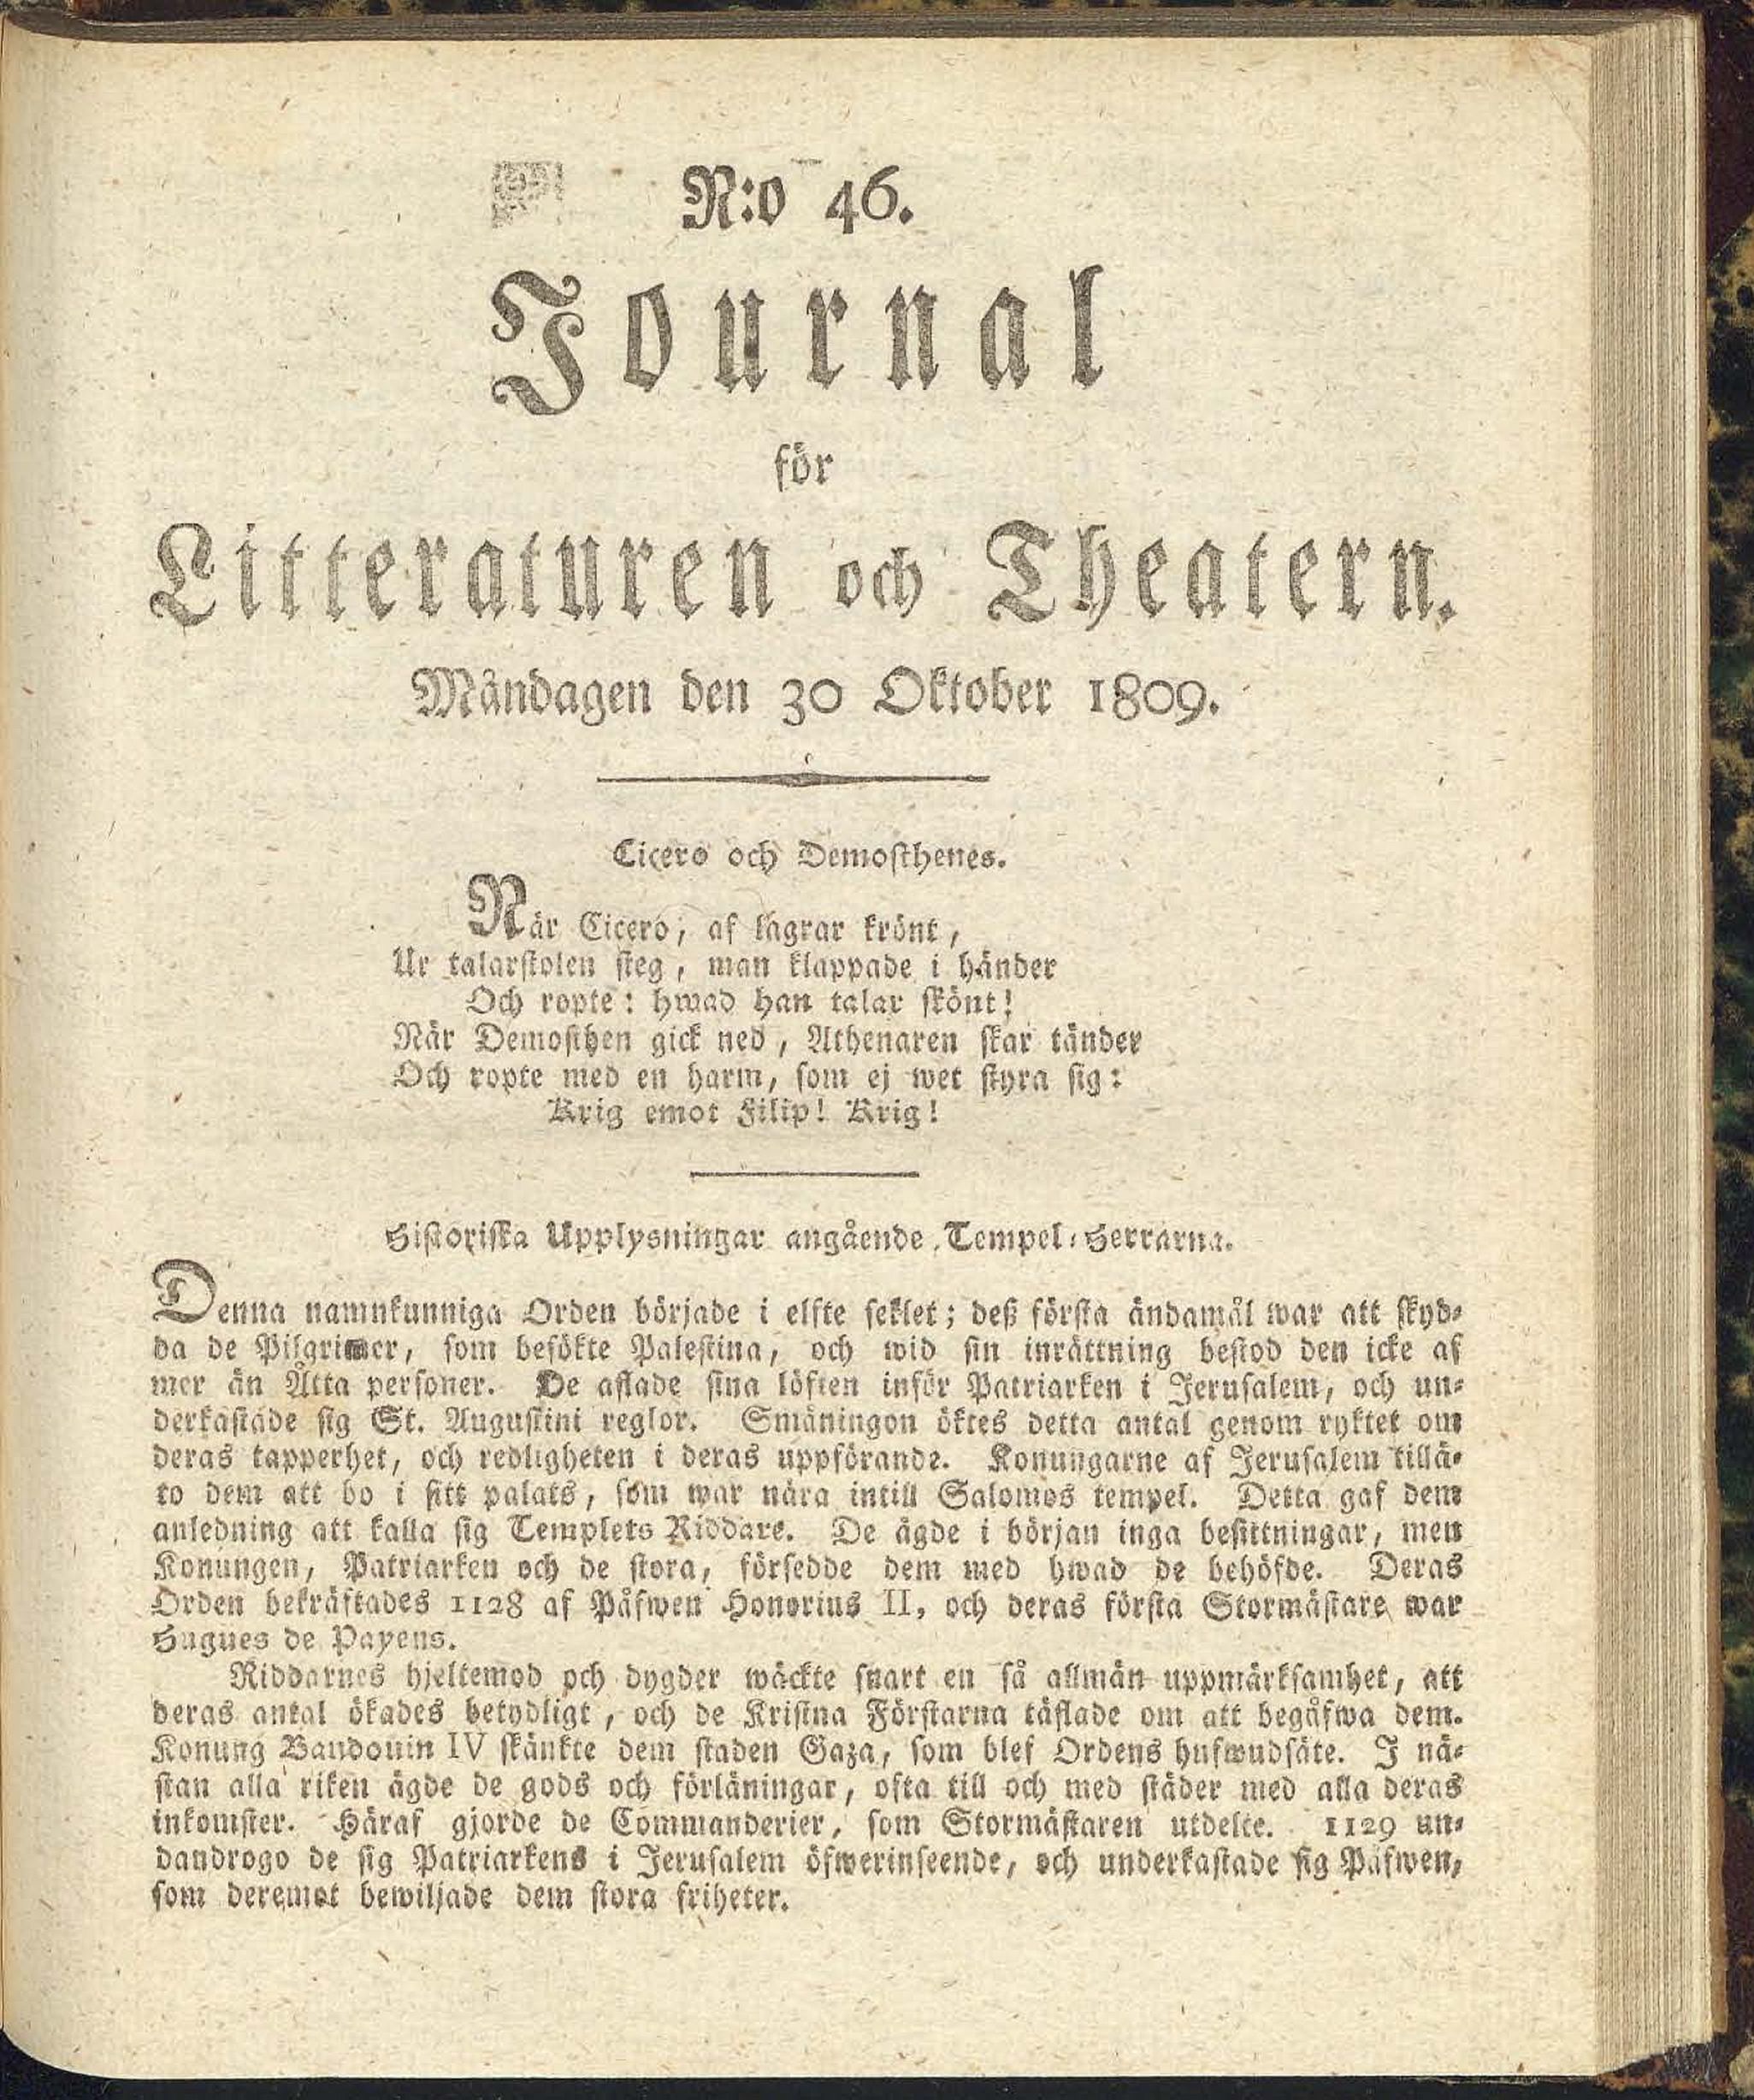 N:o 46.
Journal
för
Litteraturen och Theatern.
Måndagen den 30 Oktober 1809.
Cicero och Demosthenes.
När Cicero, af lagrar krönt,
Ur talarstolen steg, man klappade i händer
Och ropte: hwad han talar skönt!
När Demosthen gick ned, Athenaren skar tänder
Och ropte med en harm, som ej wet styra sig:
Krig emot Filip! Krig!
Historiska Upplysningar angående Tempel-Herrarna.
Denna namnkunniga Orden började i elfte seklet; deß första ändamål war att skyd-
da de Pilgrimer, som besökte Palestina, och wid sin inrättning bestod den icke af
mer än Åtta personer. De aflade sina löften inför Patriarken i Jerusalem, och un-
derkastade sig St. Augustini reglor. Småningon öktes detta antal genom ryktet om
deras tapperhet, och redligheten i deras uppförande. Konungarne af Jerusalem tillä-
to dem att bo i sitt palats, som war nära intill Salomos tempel. Detta gaf dem
anledning att kalla sig Templets Riddare. De ägde i början inga besittningar, men
Konungen, Patriarken och de stora, försedde dem med hwad de behöfde. Deras
Orden bekräftades 1128 af Påfwen Honorius II, och deras första Stormästare war
Hugues de Payens.
Riddarnes hjeltemod och dygder wäckte snart en så allmän uppmärksamhet, att
deras antal ökades betydligt, och de Kristna Förstarna täflade om att begåfwa dem.
Konung Baudouin IV skänkte dem staden Gaza, som blef Ordens hufwudsäte. I nä-
stan alla riken ägde de gods och förläningar, ofta till och med städer med alla deras
inkomster. Häraf gjorde de Commanderier, som Stormästaren utdelte. 1129 un-
dandrogo de sig Patriarkens i Jerusalem öfwerinseende, och underkastade sig Påfwen,
som deremot bewiljade dem stora friheter.